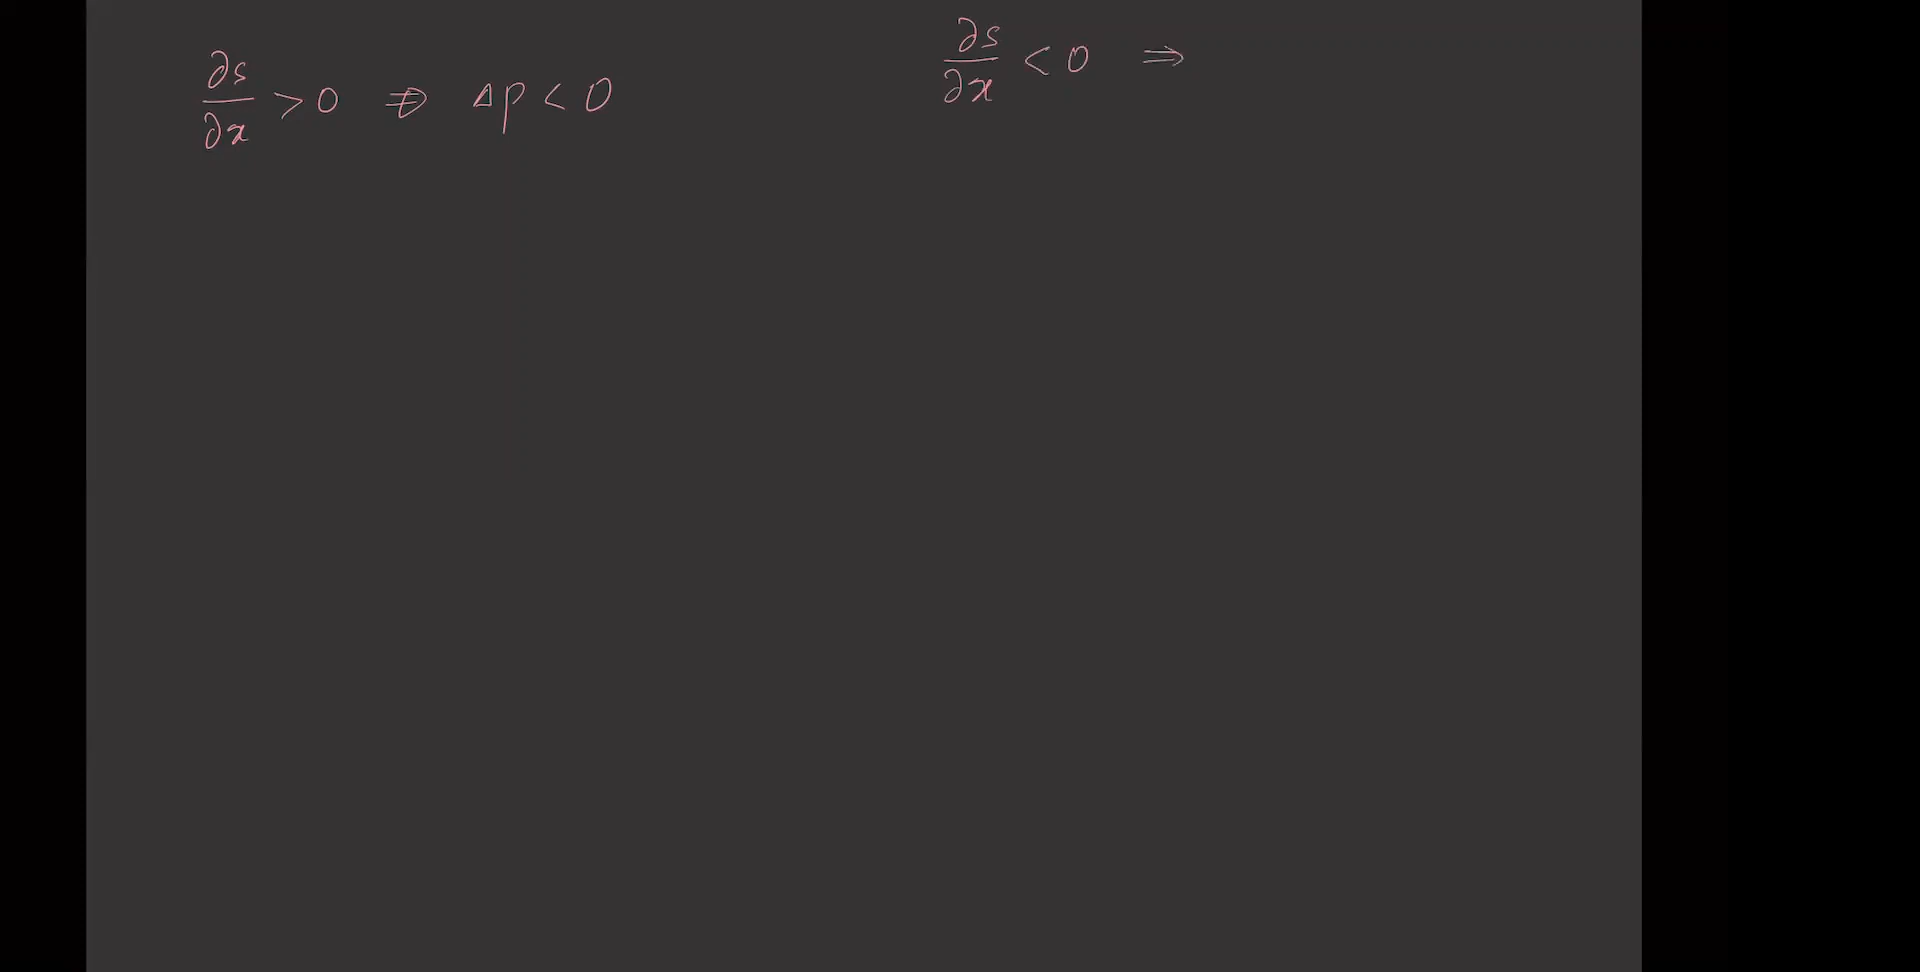 ∂s/∂x > 0 ⇒ Δp < 0
∂s/∂x < 0 ⇒